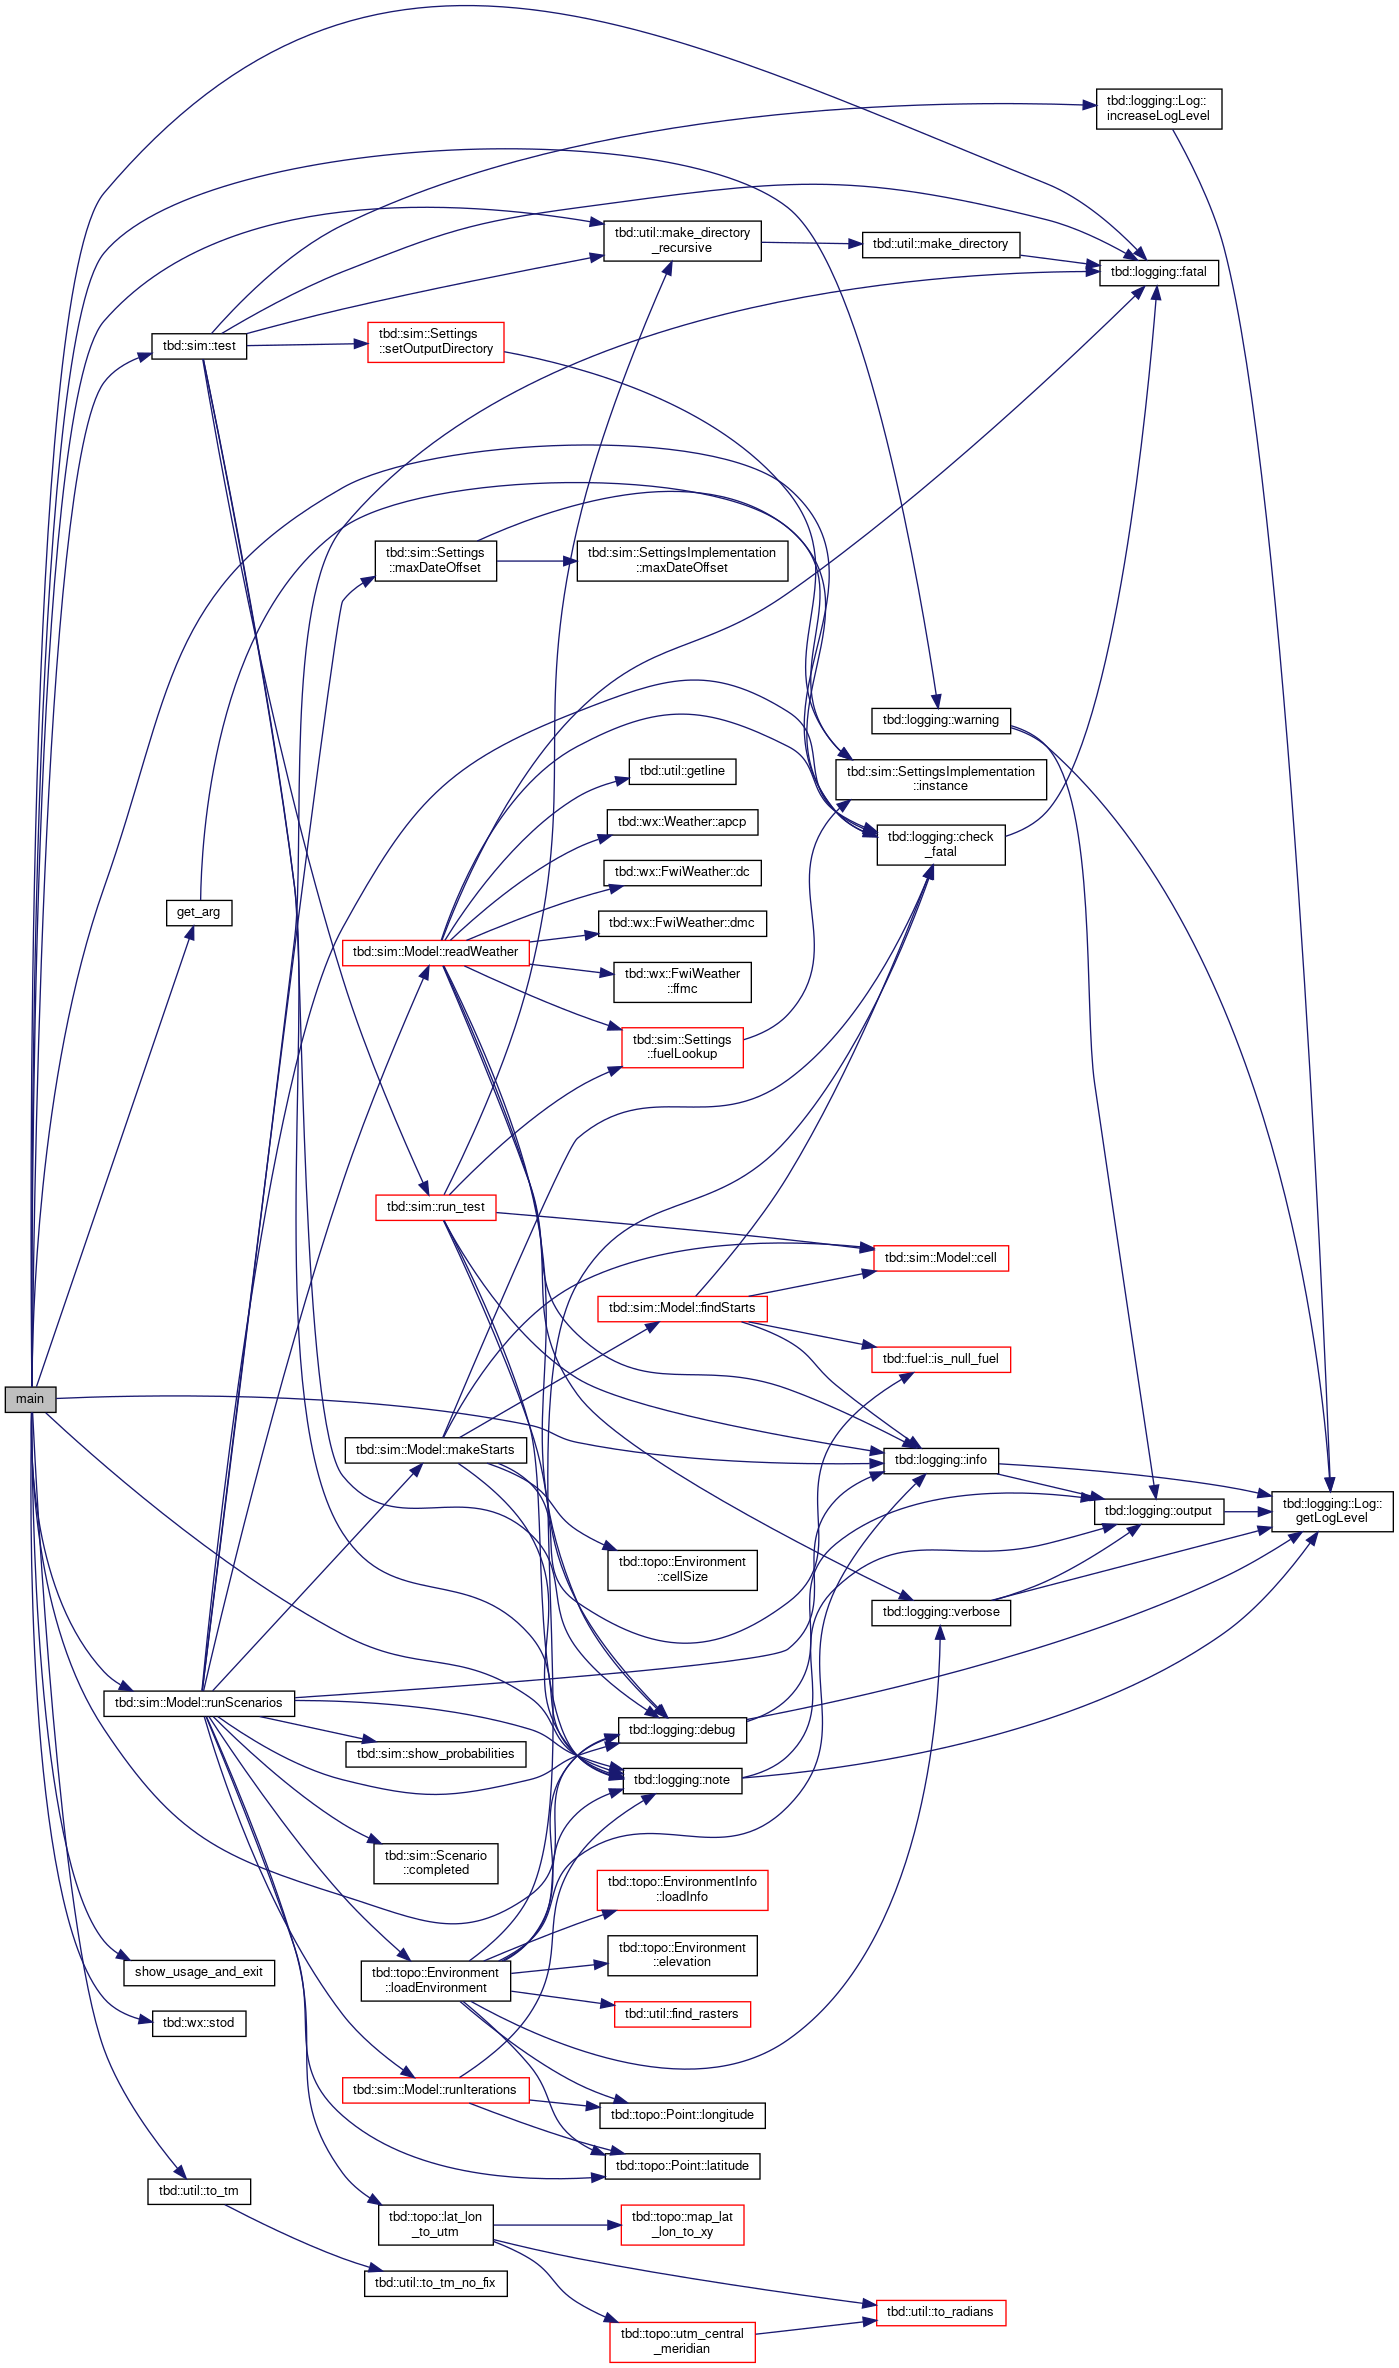 tbd::logging::Log::
increaseLogLevel
tbd::util::make_directory
_recursive
tbd::util::make_directory
tbd::logging::fatal
tbd::sim::test
tbd::sim::Settings
::setOutputDirectory
tbd::sim::Settings
::maxDateOffset
tbd::sim::SettingsImplementation
::maxDateOffset
tbd::logging::warning
tbd::util::getline
tbd::sim::SettingsImplementation
::instance
tbd::wx::Weather::apcp
tbd::logging::check
_fatal
tbd::wx::FwiWeather::dc
get_arg
tbd::wx::FwiWeather::dmc
tbd::sim::Model::readWeather
tbd::wx::FwiWeather
::ffmc
tbd::sim::Settings
::fuelLookup
tbd::sim::run_test
tbd::sim::Model::cell
tbd::sim::Model::findStarts
tbd::fuel::is_null_fuel
main
tbd::sim::Model::makeStarts
tbd::logging::info
tbd::logging::output
tbd::logging::Log::
getLogLevel
tbd::topo::Environment
::cellSize
tbd::logging::verbose
tbd::sim::Model::runScenarios
tbd::logging::debug
tbd::sim::show_probabilities
tbd::logging::note
tbd::sim::Scenario
::completed
tbd::topo::EnvironmentInfo
::loadInfo
tbd::topo::Environment
::elevation
show_usage_and_exit
tbd::topo::Environment
::loadEnvironment
tbd::util::find_rasters
tbd::wx::stod
tbd::sim::Model::runIterations
tbd::topo::Point::longitude
tbd::topo::Point::latitude
tbd::util::to_tm
tbd::topo::lat_lon
_to_utm
tbd::topo::map_lat
_lon_to_xy
tbd::util::to_tm_no_fix
tbd::util::to_radians
tbd::topo::utm_central
_meridian